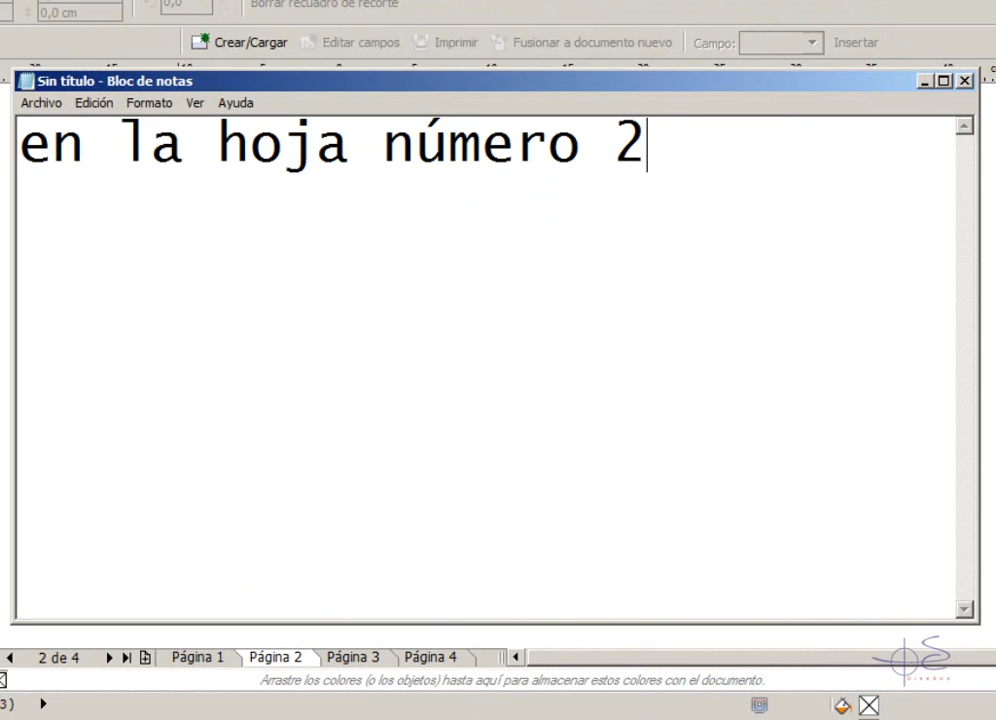 0,0 cm 0,0 Borrar recuadro de recorte
Crear/Cargar Editar campos Imprimir Fusionar a documento nuevo Campo: Insertar
Sin título - Bloc de notas
Archivo Edición Formato Ver Ayuda
en la hoja número 2
2 de 4 Página 1 Página 2 Página 3 Página 4
Arrastre los colores (o los objetos) hasta aquí para almacenar estos colores con el documento.
Diseños
3)